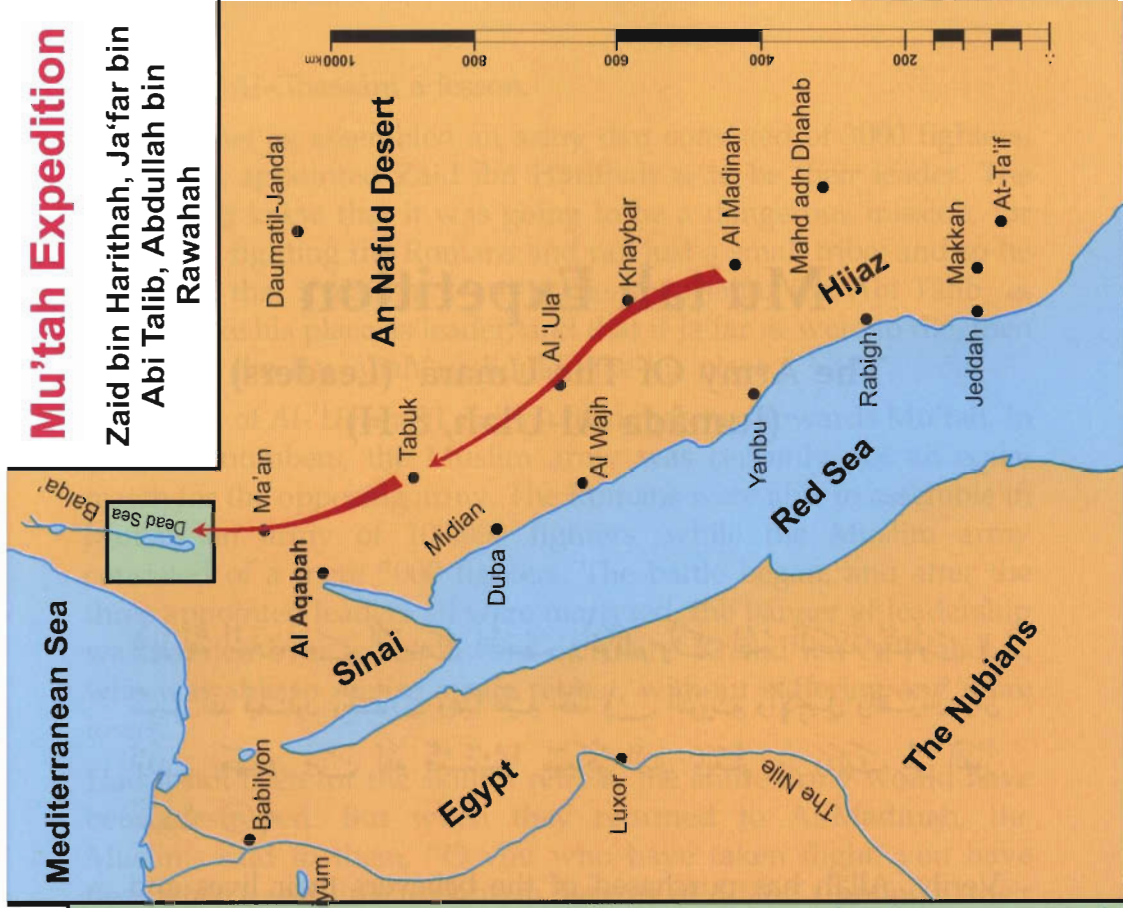 Mu'tah Expedition
Zaid bin Harithah, Ja'far bin
Abi Talib, Abdullah bin
Rawahah
Mediterranean Sea
Balqa'
Dead Sea
Ma'an
Daumatil-Jandal
An Nafud Desert
1000 km
800
600
400
200
Al Aqabah
Tabuk
Sinai
Midian
Duba
Al Wajh
Al 'Ula
Khaybar
Al Madinah
Mahd adh Dhahab
Hijaz
Yanbu
Rabigh
Makkah
At-Ta'if
Jeddah
Red Sea
Babilyon
iyum
Egypt
Luxor
The Nile
The Nubians